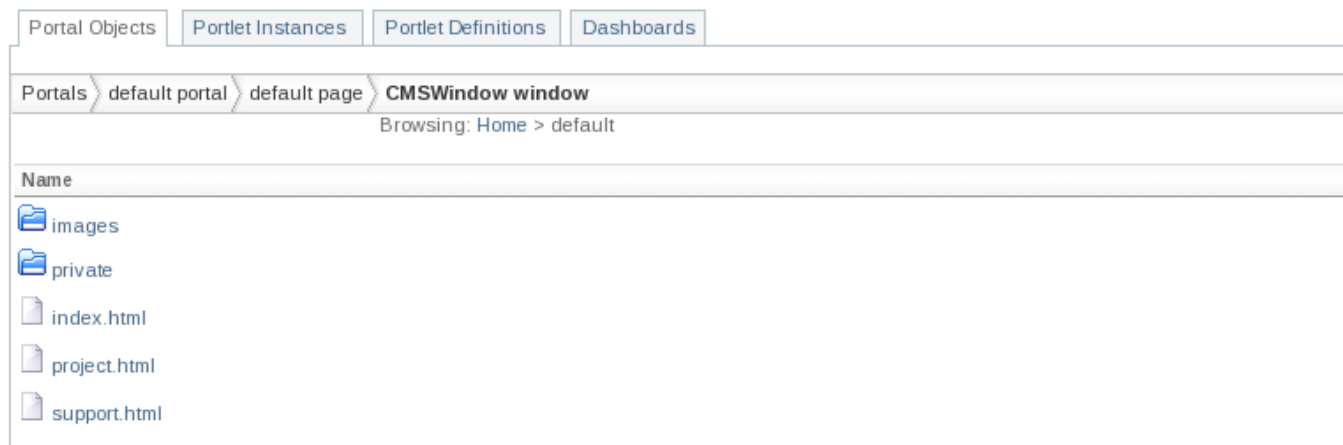 Portal Objects Portlet Instances Portlet Definitions Dashboards
Portals default portal default page CMSWindow window
Browsing: Home > default
Name
images
private
index.html
project.html
support.html